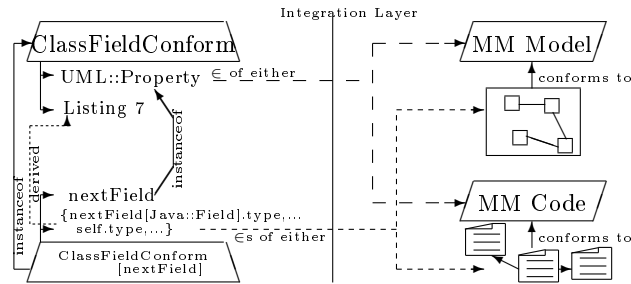 Integration Layer
ClassFieldConform
MM Model
UML::Property
∈ of either
conforms to
Listing 7
instanceof
derived
nextField
MM Code
{nextField[Java::Field].type,...
self.type,...}
∈s of either
conforms to
instanceof
ClassFieldConform
[nextField]